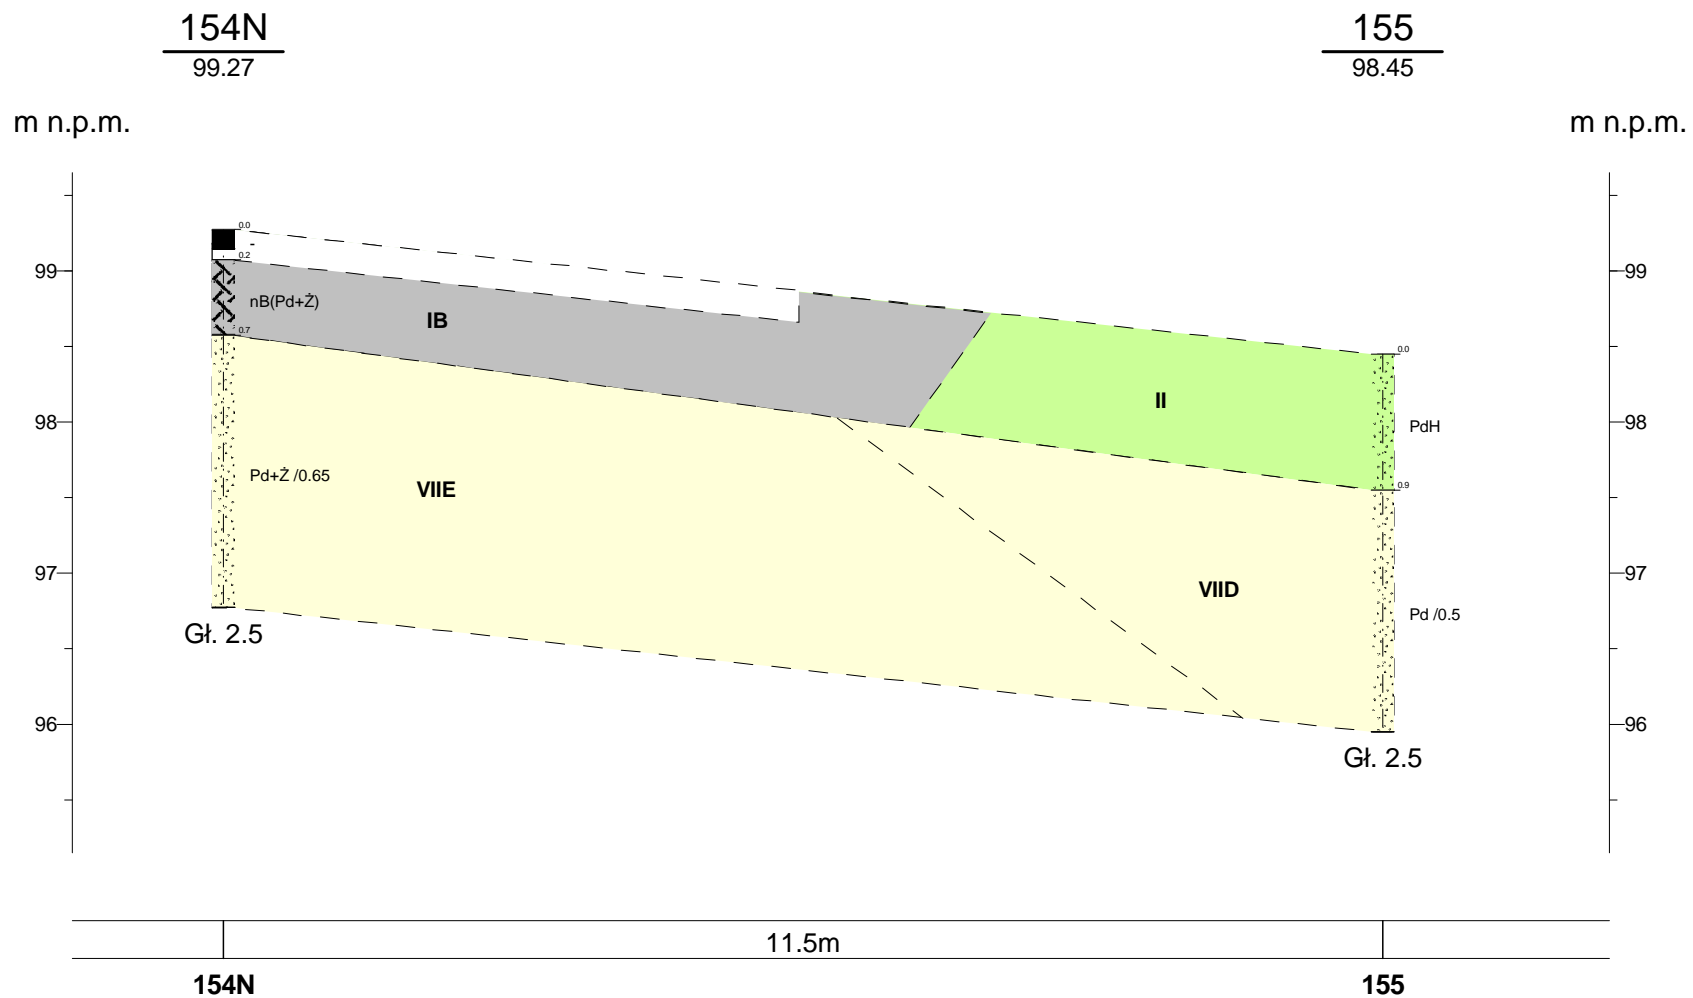 154N 155
99.27 98.45
m n.p.m. m n.p.m.
0.0
0.2
99 99
nB(Pd+Ż)
IB
0.7
0.0
II
98 98
PdH
Pd+Ż /0.65
VIIE
0.9
97 97
VIID
Pd /0.5
Gł. 2.5
96 96
Gł. 2.5
11.5m
154N 155